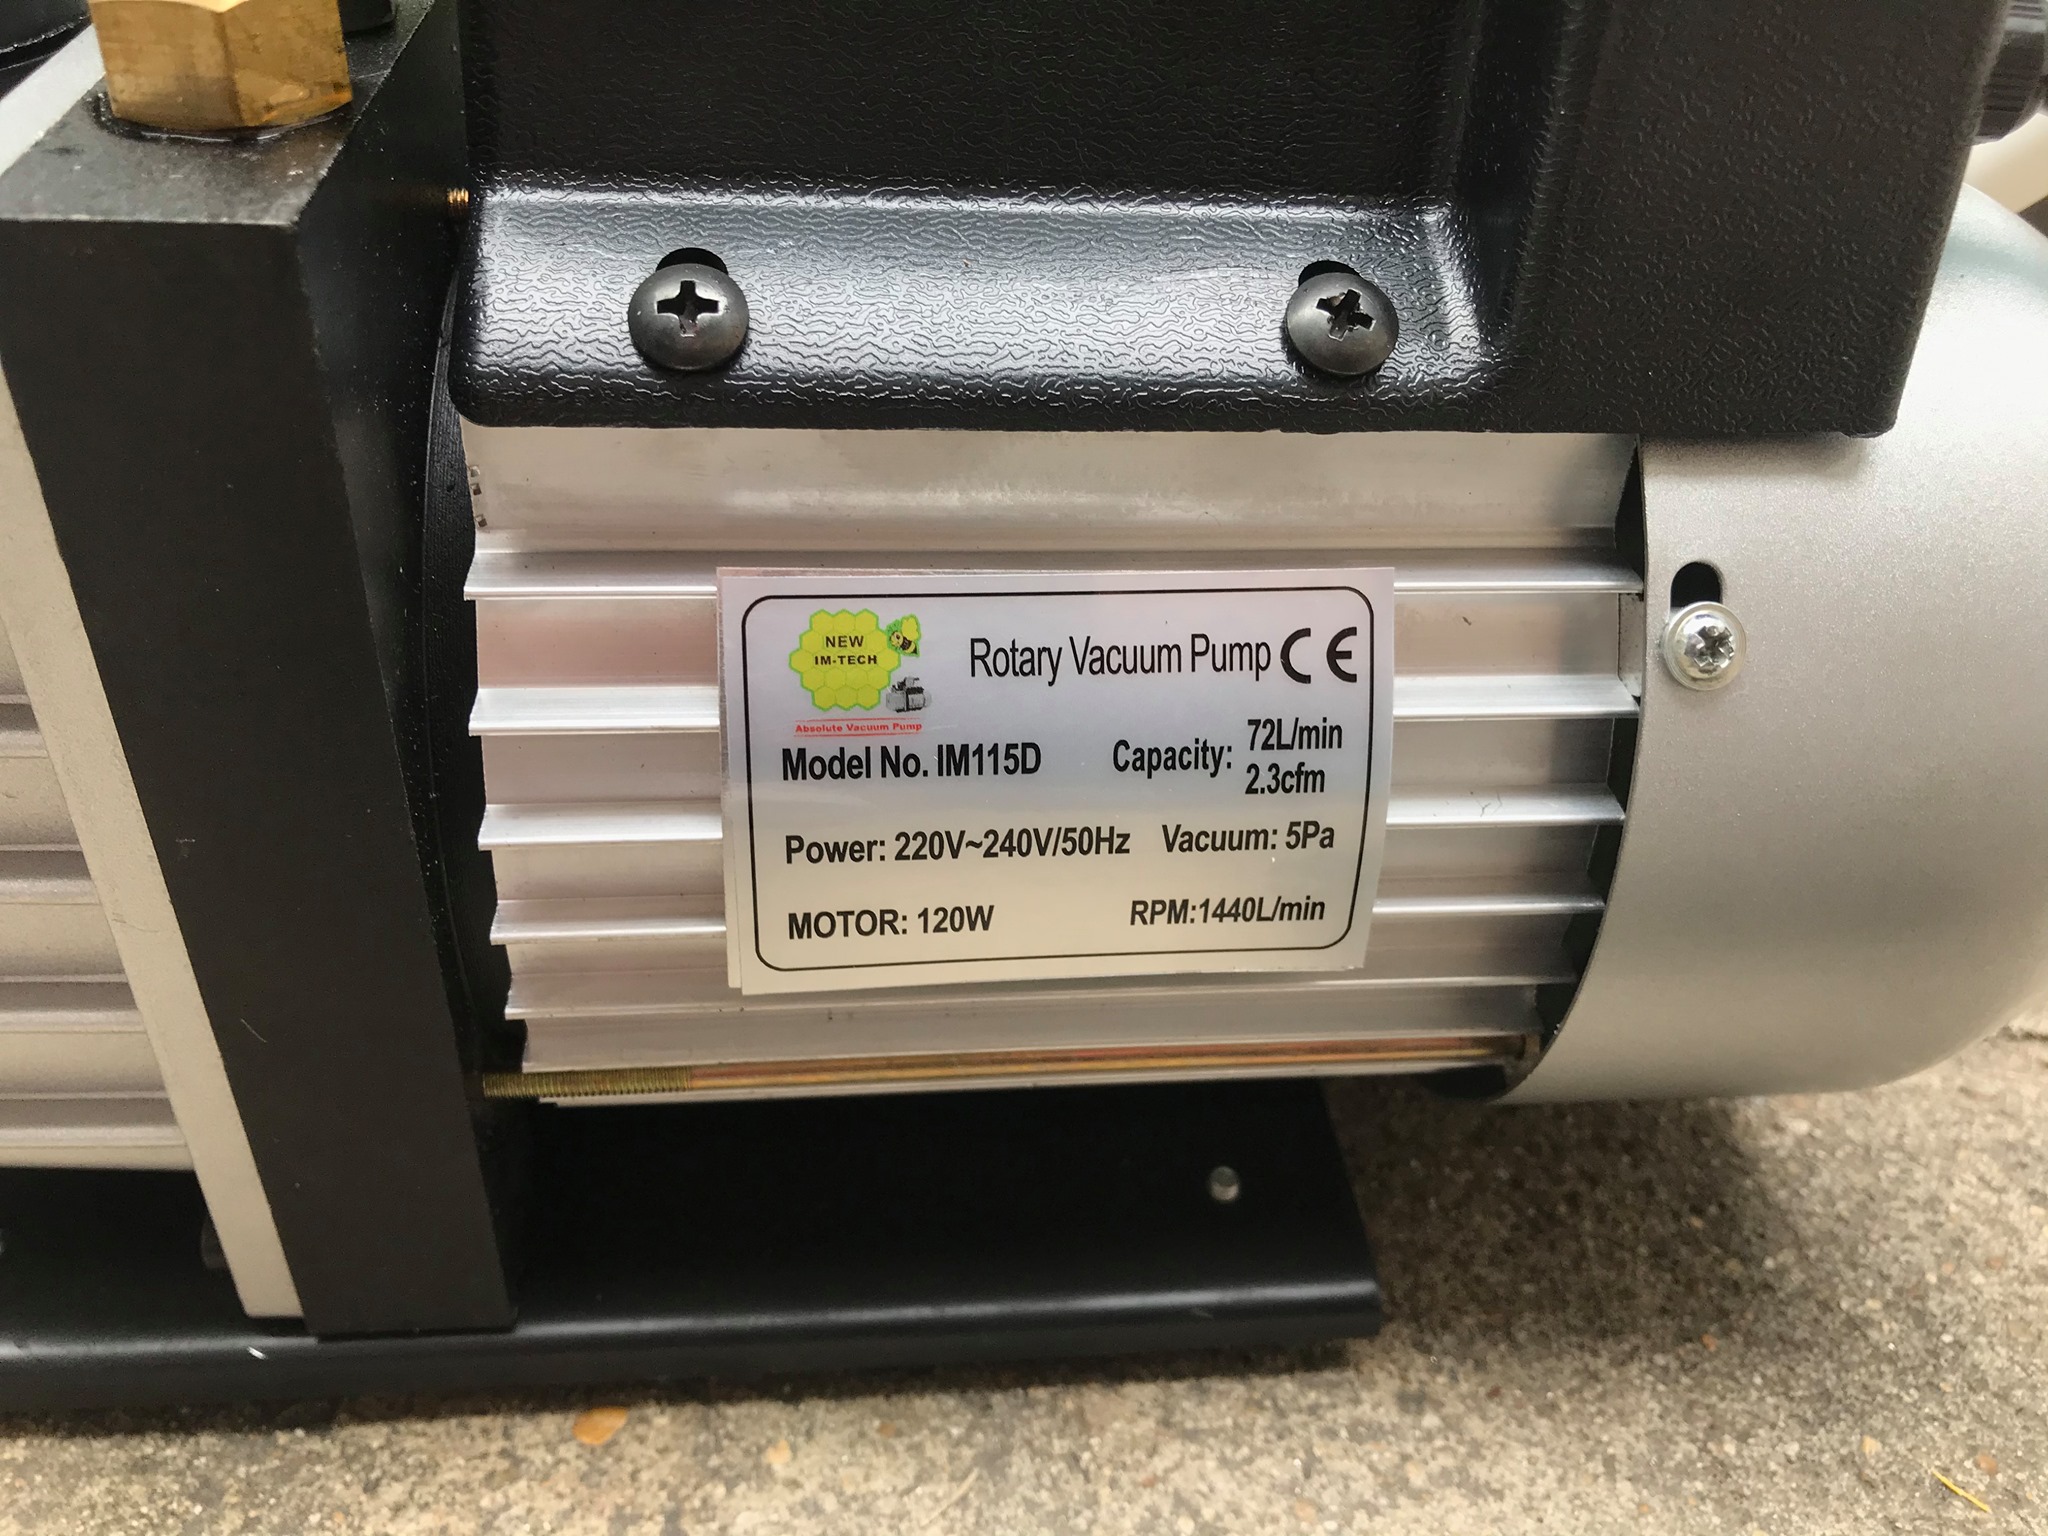 NEW
IM-TECH
Absolute Vacuum Pump
Rotary Vacuum Pump CE
Model No. IM115D
Capacity: 72L/min
2.3cfm
Power: 220V~240V/50Hz Vacuum: 5Pa
MOTOR: 120W RPM:1440L/min